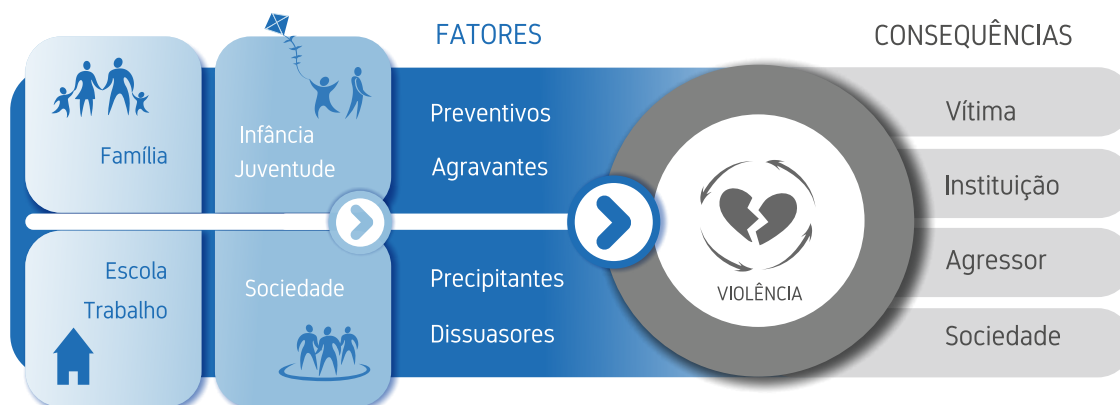 Família
Infância
Juventude
Escola
Trabalho
Sociedade
FATORES
Preventivos
Agravantes
Precipitantes
Dissuasores
VIOLÊNCIA
CONSEQUÊNCIAS
Vítima
Instituição
Agressor
Sociedade